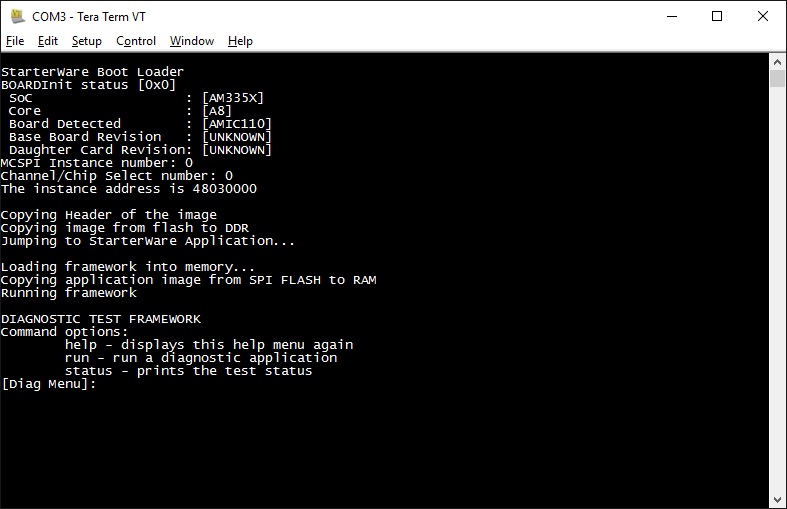 COM3 - Tera Term VT
File Edit Setup Control Window Help
StarterWare Boot Loader
BOARDInit status [0x0]
 SoC                   : [AM335X]
 Core                  : [A8]
 Board Detected        : [AMIC110]
 Base Board Revision   : [UNKNOWN]
 Daughter Card Revision: [UNKNOWN]
MCSPI Instance number: 0
Channel/Chip Select number: 0
The instance address is 48030000
Copying Header of the image
Copying image from flash to DDR
Jumping to StarterWare Application...
Loading framework into memory...
Copying application image from SPI FLASH to RAM
Running framework
DIAGNOSTIC TEST FRAMEWORK
Command options:
        help - displays this help menu again
        run - run a diagnostic application
        status - prints the test status
[Diag Menu]: